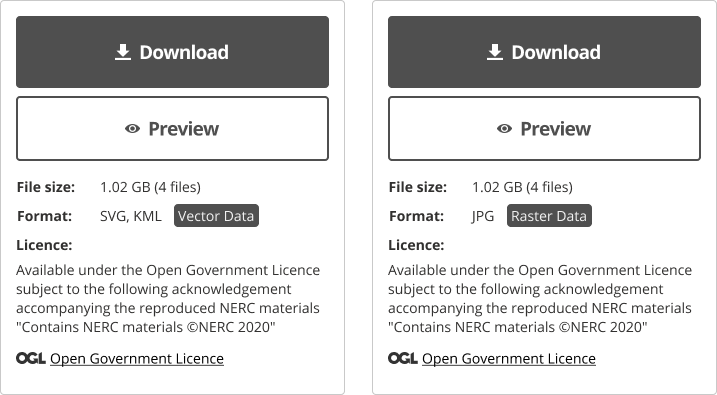 Download
Preview
File size: 1.02 GB (4 files)
Format: SVG, KML Vector Data
Licence:
Available under the Open Government Licence
subject to the following acknowledgement
accompanying the reproduced NERC materials
"Contains NERC materials ©NERC 2020"
OGL Open Government Licence
Download
Preview
File size: 1.02 GB (4 files)
Format: JPG Raster Data
Licence:
Available under the Open Government Licence
subject to the following acknowledgement
accompanying the reproduced NERC materials
"Contains NERC materials ©NERC 2020"
OGL Open Government Licence